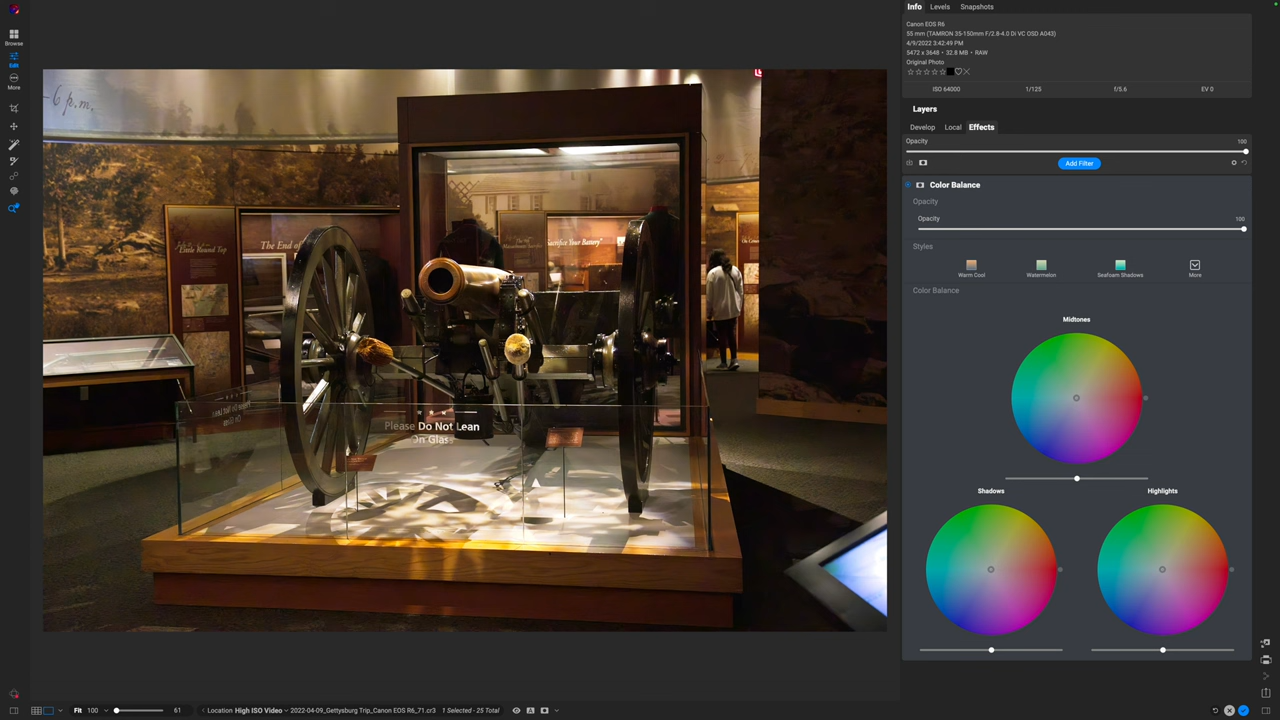 Info Levels Snapshots
Canon EOS R6
55 mm (TAMRON 35-150mm F/2.8-4.0 Di VC OSD A043)
4/9/2022 3:42:49 PM
5472 x 3648 • 32.8 MB • RAW
Original Photo
ISO 64000 1/125 f/5.6 EV 0
Layers
Develop Local Effects
Opacity 100
Add Filter
Color Balance
Opacity
Opacity 100
Styles
Warm Cool Watermelon Seafoam Shadows More
Color Balance
Midtones
Shadows Highlights
Browse
Edit
More
-6 p.m.
Little Round Top
The End of
"Sacrifice Your Battery"
Please Do Not Lean
On Glass
Fit 100 61 Location High ISO Video 2022-04-09_Gettysburg Trip_Canon EOS R6_71.cr3 1 Selected - 25 Total